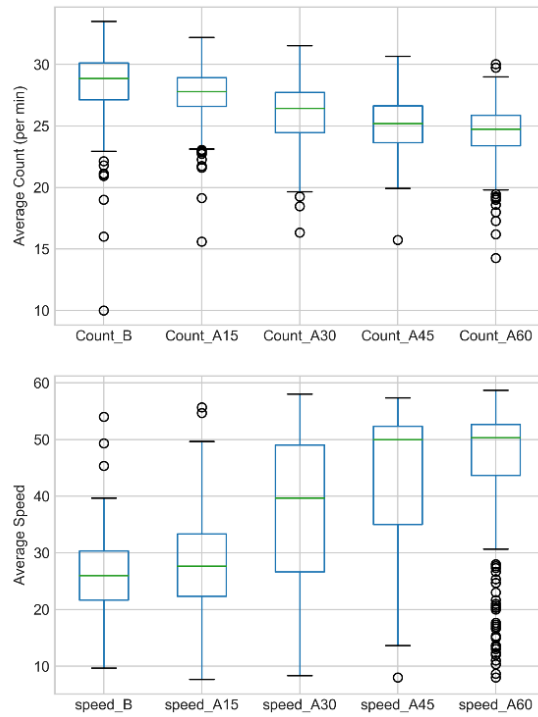 Average Count (per min)
30
25
20
15
10
Count_B Count_A15 Count_A30 Count_A45 Count_A60
Average Speed
60
50
40
30
20
10
speed_B speed_A15 speed_A30 speed_A45 speed_A60